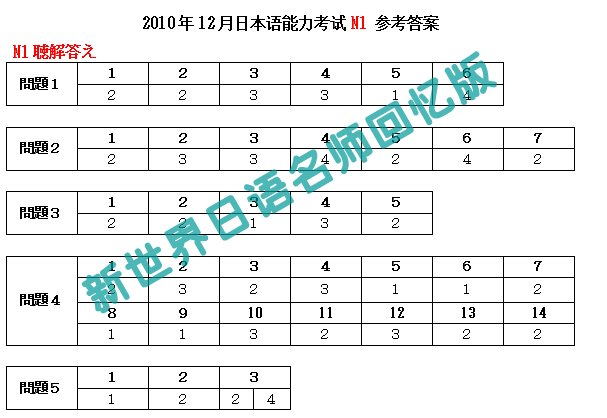 2010年12月日本语能力考试N1 参考答案
N1聴解答え
問題1 1 2 3 4 5 6
2 2 3 3 1 4
問題2 1 2 3 4 5 6 7
2 3 3 4 2 4 2
問題3 1 2 3 4 5
2 2 1 3 2
問題4 1 2 3 4 5 6 7
2 3 2 3 1 1 2
8 9 10 11 12 13 14
1 1 3 2 3 2 2
問題5 1 2 3
1 2 2 4
新世界日语名师回忆版